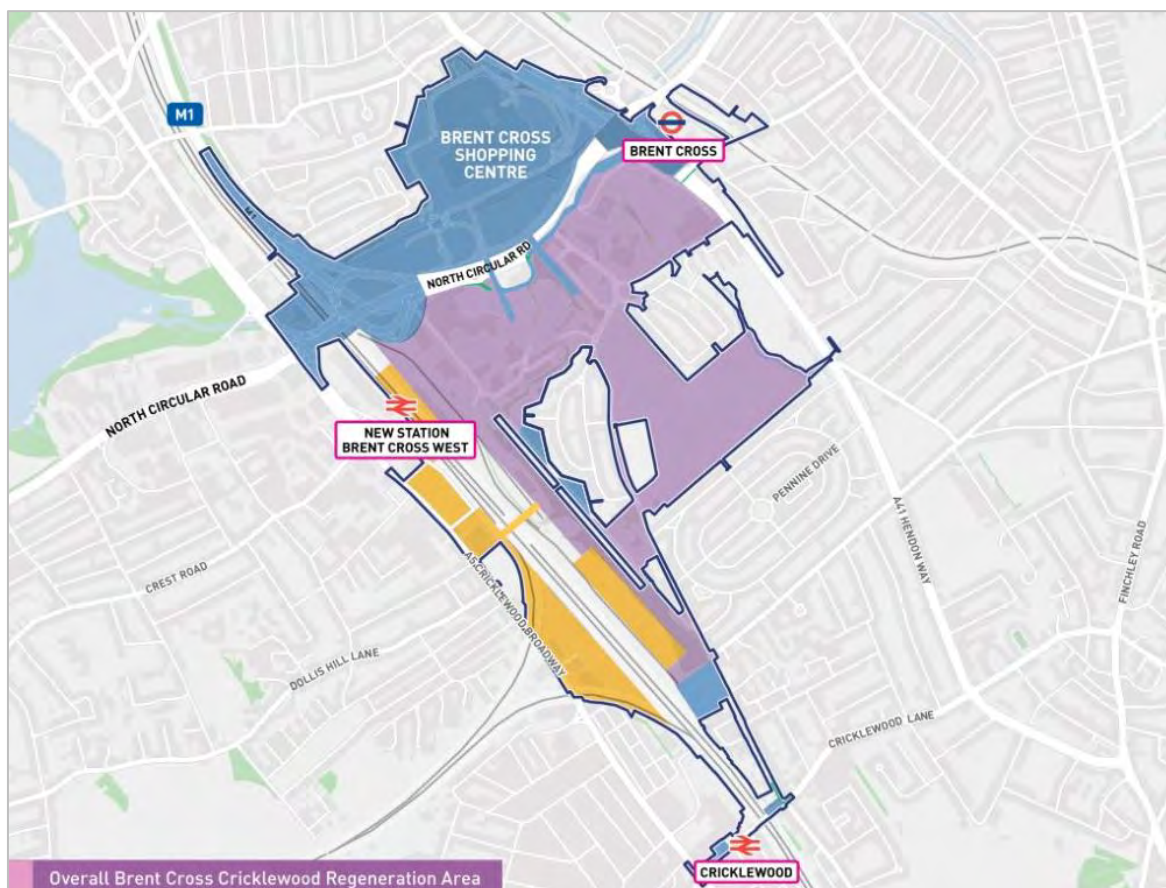 M1
BRENT CROSS
SHOPPING
CENTRE
BRENT CROSS
M1
NORTH CIRCULAR RD
NORTH CIRCULAR ROAD
NEW STATION
BRENT CROSS WEST
PENNINE DRIVE
A41 HENDON WAY
FINCHLEY ROAD
CREST ROAD
A5 CRICKLEWOOD BROADWAY
DOLLIS HILL LANE
CRICKLEWOOD LANE
CRICKLEWOOD
Overall Brent Cross Cricklewood Regeneration Area